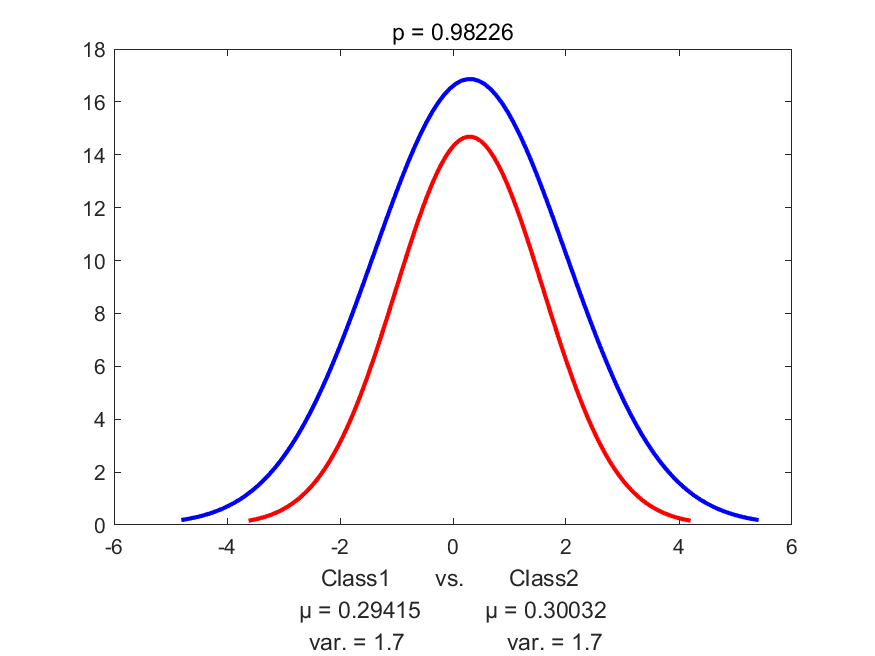 p = 0.98226
18
16
14
12
10
8
6
4
2
0
-6 -4 -2 0 2 4 6
Class1 vs. Class2
μ = 0.29415 μ = 0.30032
var. = 1.7 var. = 1.7